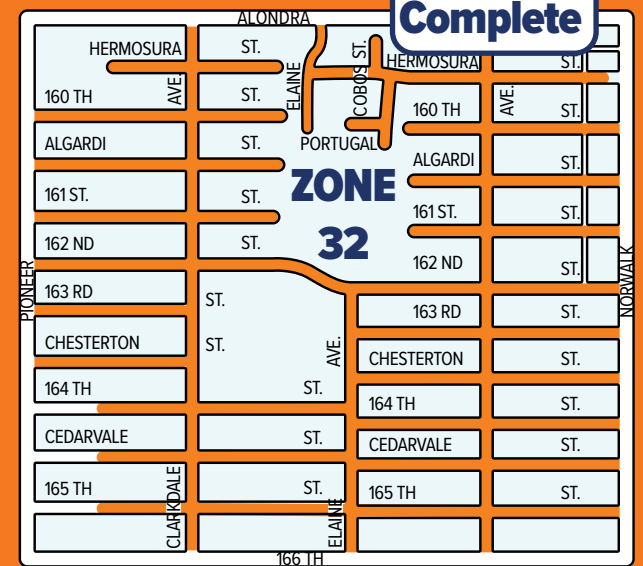 Complete
ALONDRA
HERMOSURA
ST.
HERMOSURA
ST.
AVE.
ELAINE
COBOS ST.
AVE.
160 TH
ST.
160 TH
ST.
ALGARDI
ST.
PORTUGAL
ALGARDI
ST.
ZONE
32
161 ST.
ST.
161 ST.
ST.
162 ND
ST.
162 ND
ST.
PIONEER
NORWALK
163 RD
ST.
163 RD
ST.
CHESTERTON
ST.
AVE.
CHESTERTON
ST.
164 TH
ST.
164 TH
ST.
CEDARVALE
ST.
CEDARVALE
ST.
165 TH
ST.
165 TH
ST.
CLARKDALE
ELAINE
166 TH